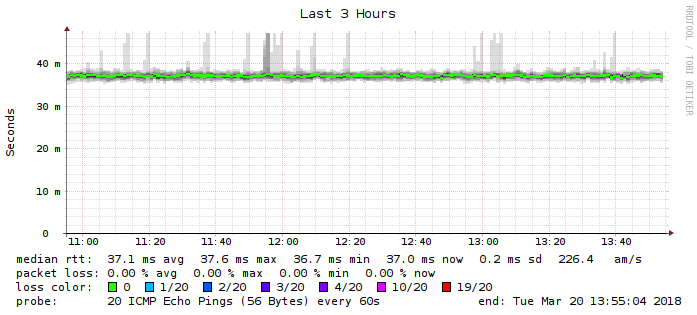 Last 3 Hours
RRDTOOL / TOBI OETIKER
Seconds
40 m
30 m
20 m
10 m
0
11:00 11:20 11:40 12:00 12:20 12:40 13:00 13:20 13:40
median rtt: 37.1 ms avg 37.6 ms max 36.7 ms min 37.0 ms now 0.2 ms sd 226.4 am/s
packet loss: 0.00 % avg 0.00 % max 0.00 % min 0.00 % now
loss color: 0 1/20 2/20 3/20 4/20 10/20 19/20
probe: 20 ICMP Echo Pings (56 Bytes) every 60s end: Tue Mar 20 13:55:04 2018